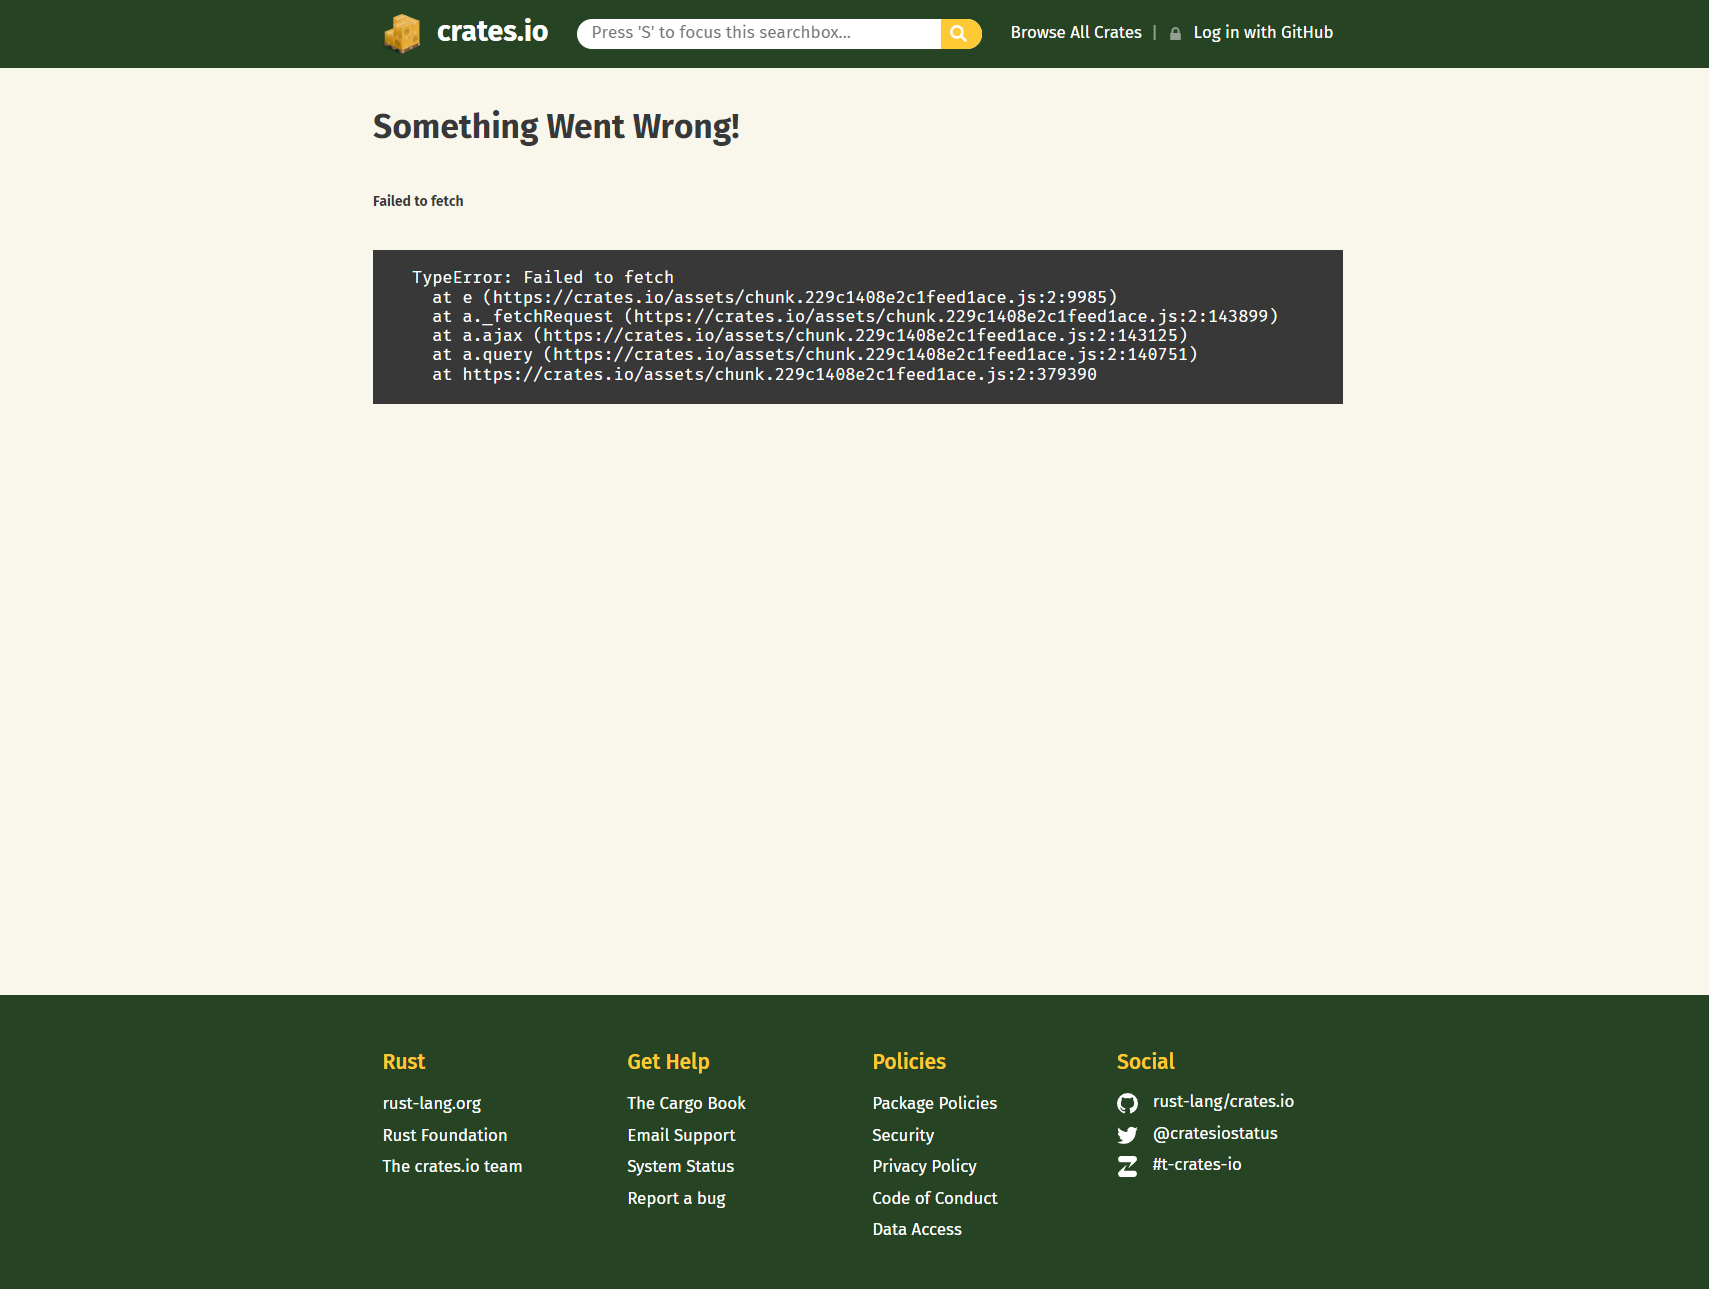 crates.io
Press 'S' to focus this searchbox...
Browse All Crates | Log in with GitHub
Something Went Wrong!
Failed to fetch
TypeError: Failed to fetch
at e (https://crates.io/assets/chunk.229c1408e2c1feed1ace.js:2:9985)
at a._fetchRequest (https://crates.io/assets/chunk.229c1408e2c1feed1ace.js:2:143899)
at a.ajax (https://crates.io/assets/chunk.229c1408e2c1feed1ace.js:2:143125)
at a.query (https://crates.io/assets/chunk.229c1408e2c1feed1ace.js:2:140751)
at https://crates.io/assets/chunk.229c1408e2c1feed1ace.js:2:379390
Rust
rust-lang.org
Rust Foundation
The crates.io team
Get Help
The Cargo Book
Email Support
System Status
Report a bug
Policies
Package Policies
Security
Privacy Policy
Code of Conduct
Data Access
Social
rust-lang/crates.io
@cratesiostatus
#t-crates-io